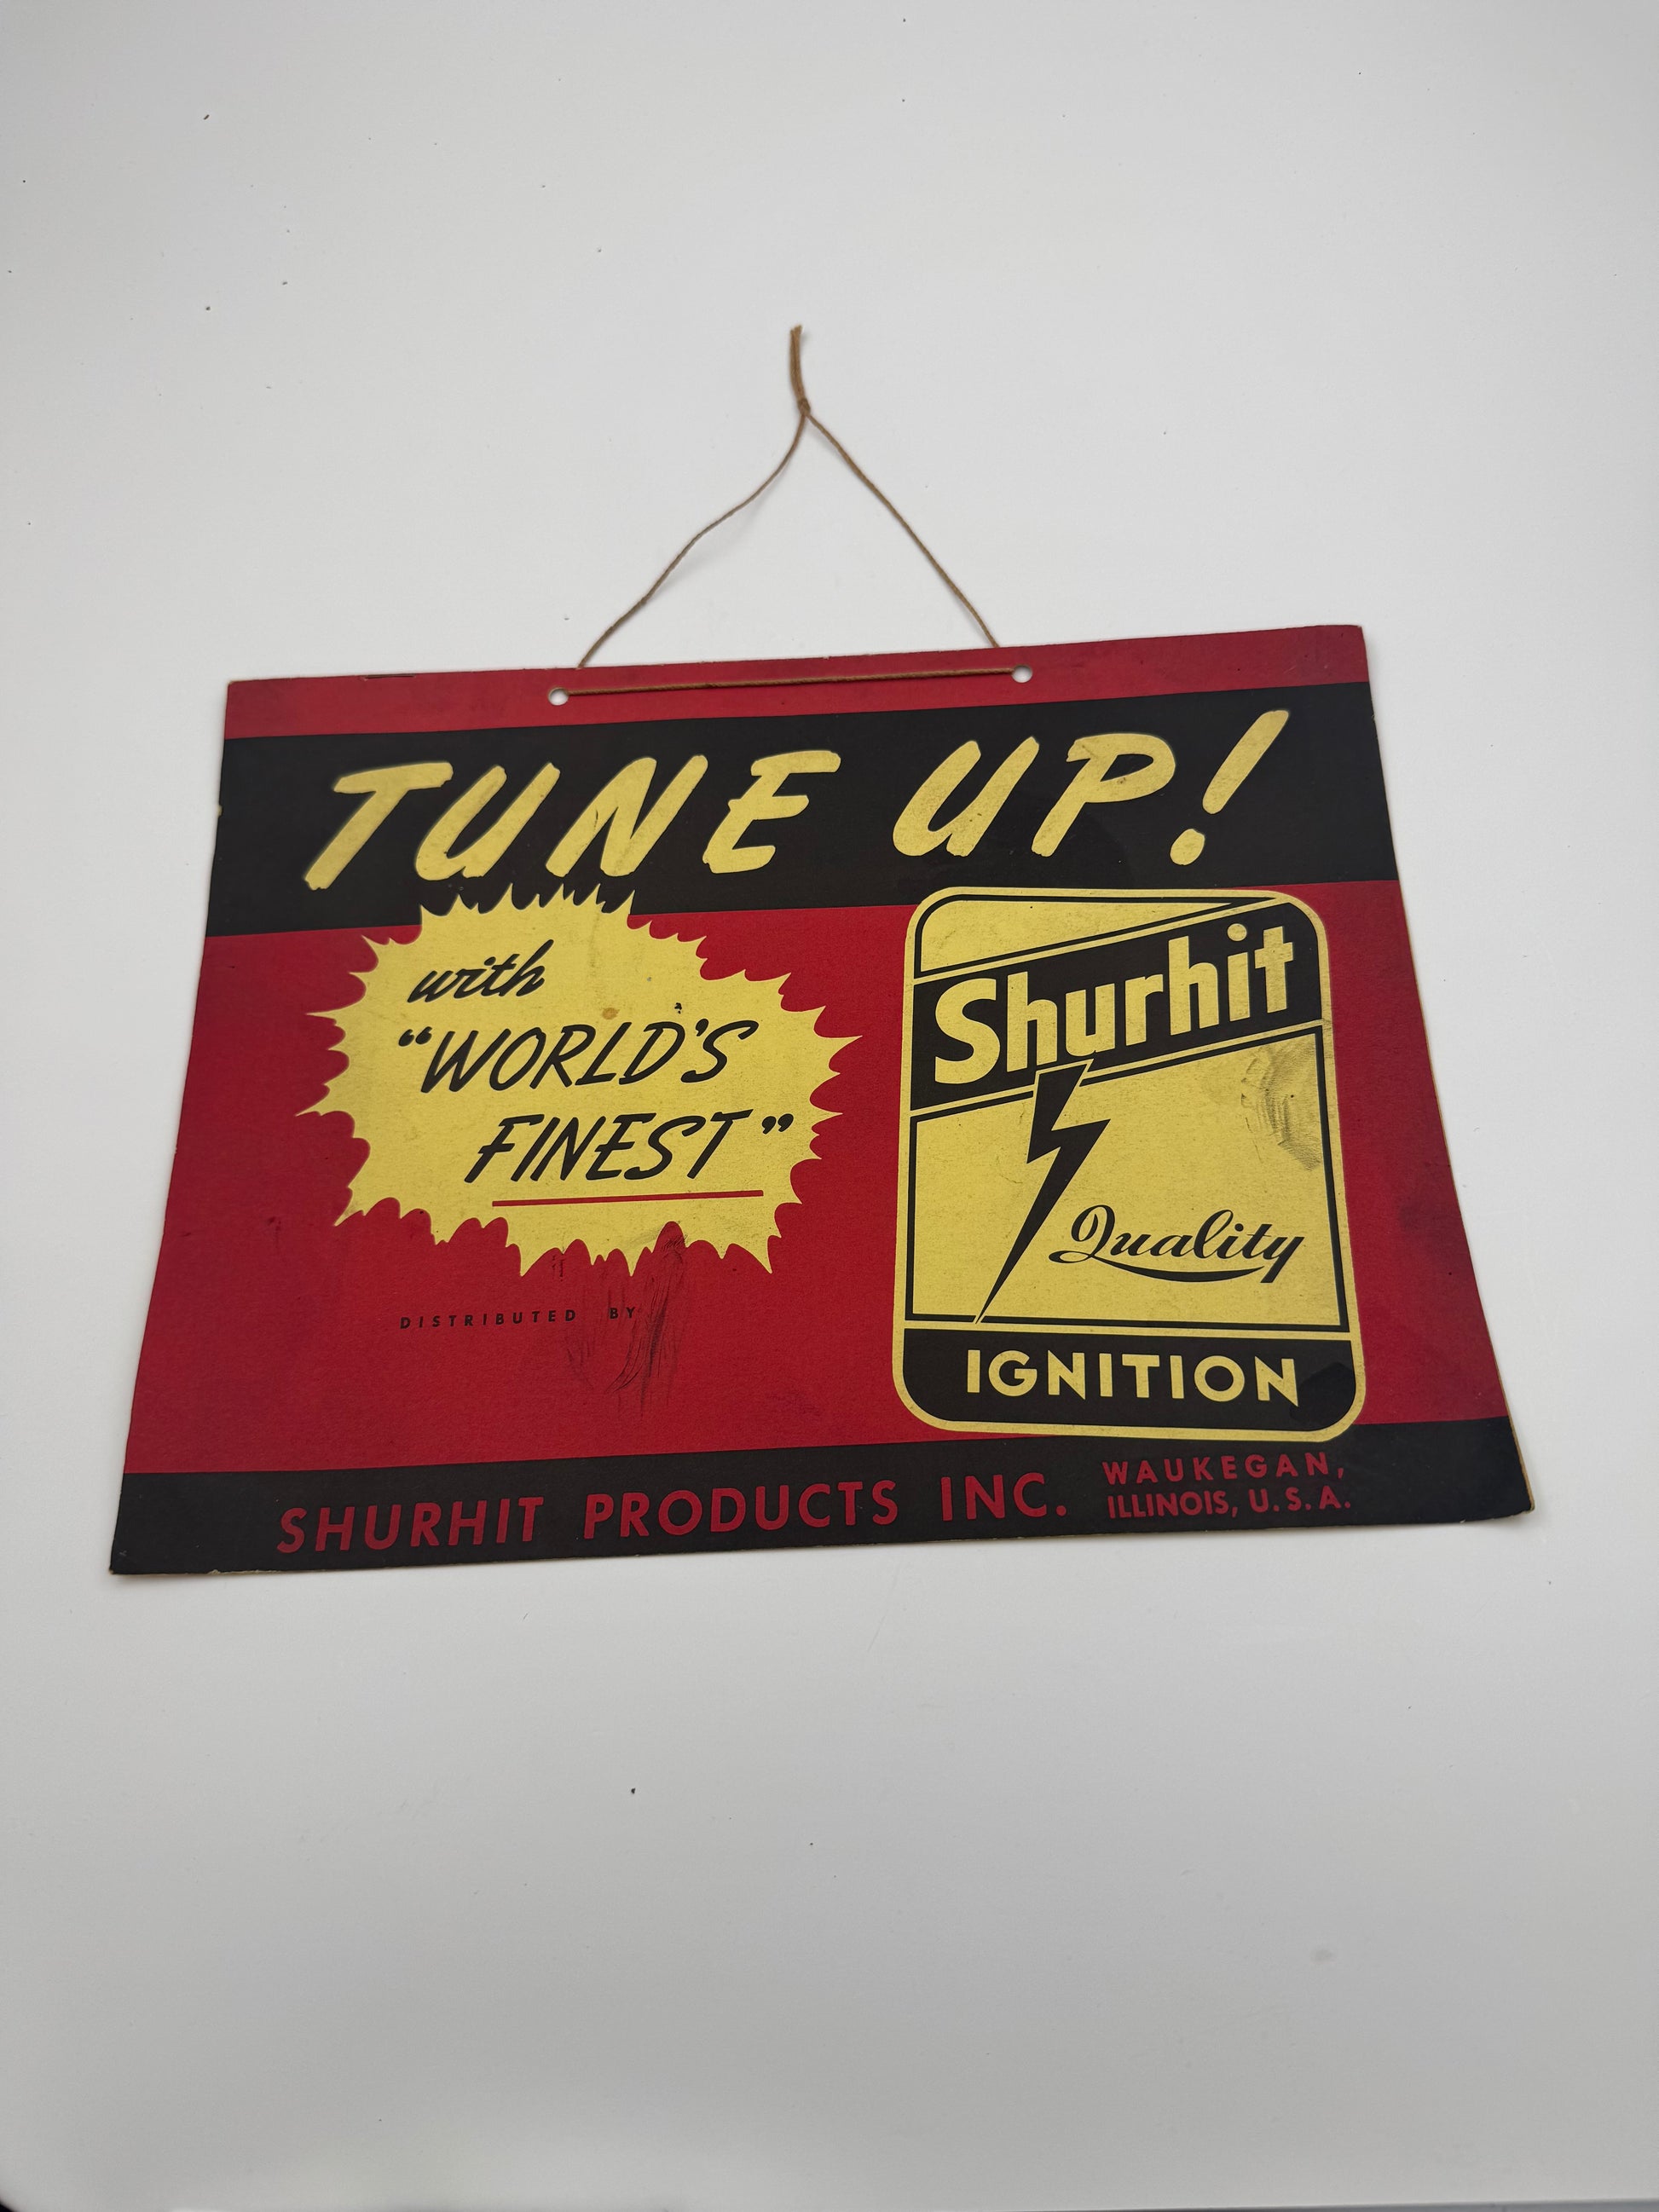 TUNE UP!
with
“WORLD'S
FINEST”
DISTRIBUTED BY
Shurhit
Quality
IGNITION
SHURHIT PRODUCTS INC.
WAUKEGAN,
ILLINOIS, U.S.A.